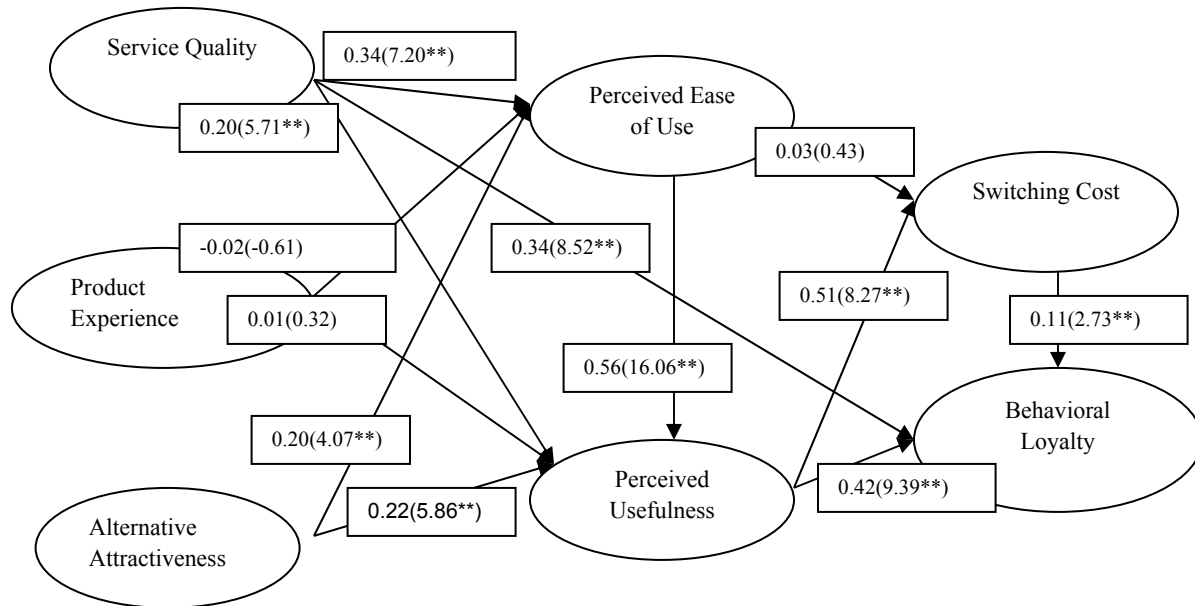 Service Quality
0.34(7.20**)
0.20(5.71**)
Perceived Ease
of Use
0.03(0.43)
Switching Cost
-0.02(-0.61)
0.34(8.52**)
Product
Experience
0.01(0.32)
0.51(8.27**)
0.11(2.73**)
0.56(16.06**)
0.20(4.07**)
Behavioral
Loyalty
0.22(5.86**)
Perceived
Usefulness
0.42(9.39**)
Alternative
Attractiveness